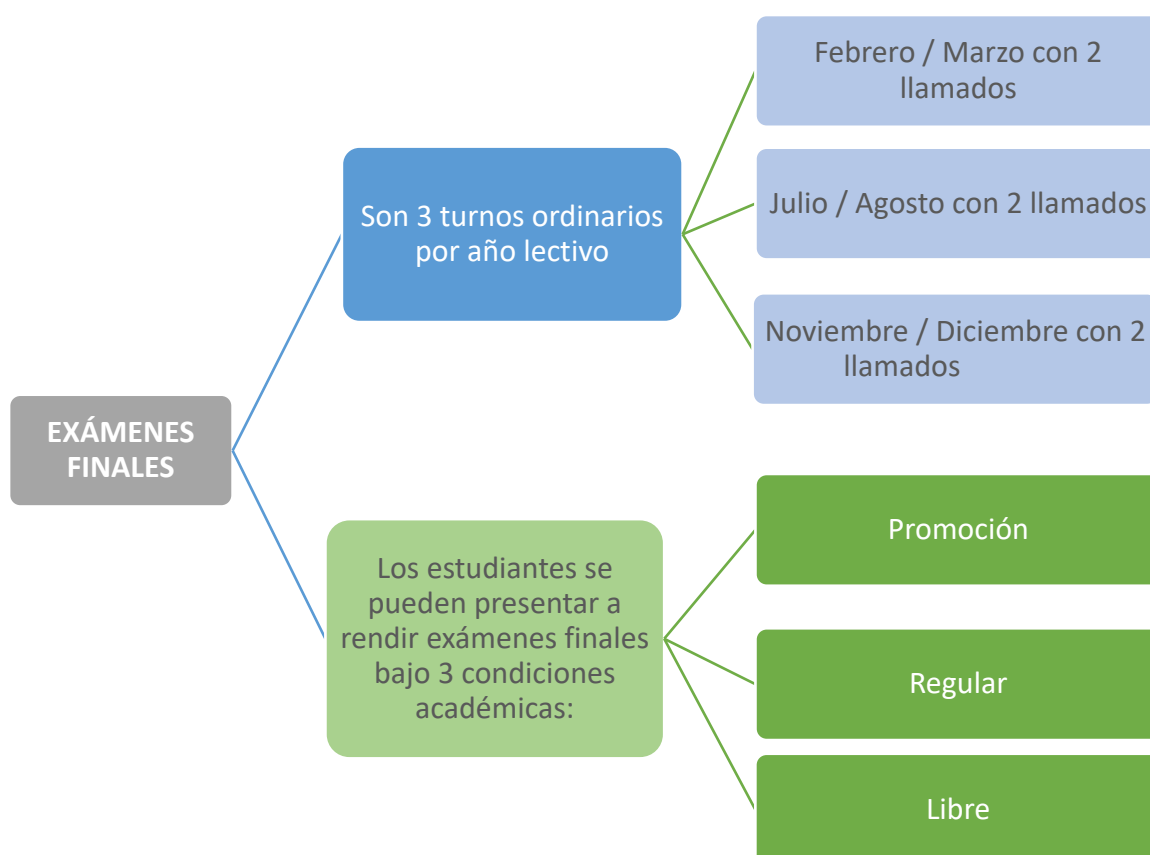 EXÁMENES
FINALES
Son 3 turnos ordinarios
por año lectivo
Febrero / Marzo con 2
llamados
Julio / Agosto con 2 llamados
Noviembre / Diciembre con 2
llamados
Los estudiantes se
pueden presentar a
rendir exámenes finales
bajo 3 condiciones
académicas:
Promoción
Regular
Libre